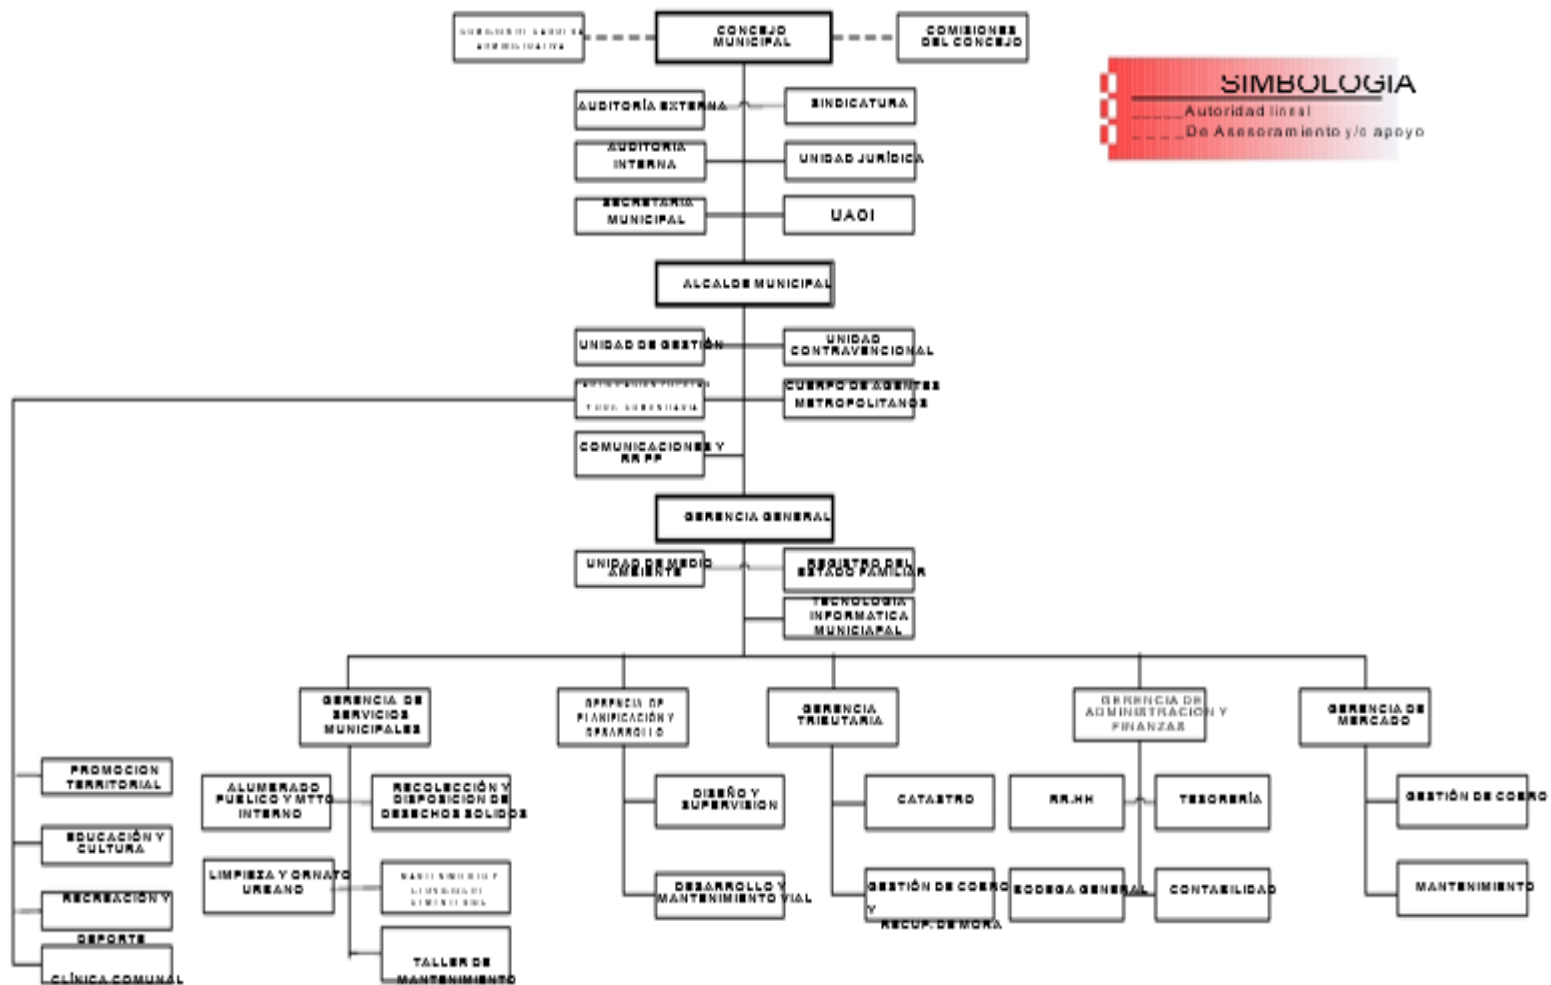 CONCEJO
MUNICIPAL
COMISIONES
DEL CONCEJO
SIMBOLOGIA
Autoridad lineal
De Asesoramiento y/o apoyo
AUDITORÍA EXTERNA
SINDICATURA
AUDITORIA
INTERNA
UNIDAD JURÍDICA
SECRETARIA
MUNICIPAL
UACI
ALCALDE MUNICIPAL
UNIDAD DE GESTIÓN
UNIDAD
CONTRAVENCIONAL
CUERPO DE AGENTES
METROPOLITANOS
COMUNICACIONES Y
RR PP
GERENCIA GENERAL
UNIDAD DE MEDIO
AMBIENTE
REGISTRO DEL
ESTADO FAMILIAR
TECNOLOGIA
INFORMATICA
MUNICIAPAL
GERENCIA DE
SERVICIOS
MUNICIPALES
GERENCIA DE
PLANIFICACIÓN Y
DESARROLLO
GERENCIA
TRIBUTARIA
GERENCIA DE
ADMINISTRACION Y
FINANZAS
GERENCIA DE
MERCADO
PROMOCION
TERRITORIAL
EDUCACIÓN Y
CULTURA
RECREACIÓN Y
DEPORTE
CLÍNICA COMUNAL
ALUMBRADO
PUBLICO Y MTTO
INTERNO
RECOLECCIÓN Y
DISPOSICION DE
DESECHOS SOLIDOS
LIMPIEZA Y ORNATO
URBANO
TALLER DE
MANTENIMIENTO
DISEÑO Y
SUPERVISION
DESARROLLO Y
MANTENIMIENTO VIAL
CATASTRO
GESTIÓN DE COBRO
Y
RECUP. DE MORA
RR.HH
TESORERÍA
BODEGA GENERAL
CONTABILIDAD
GESTIÓN DE COBRO
MANTENIMIENTO